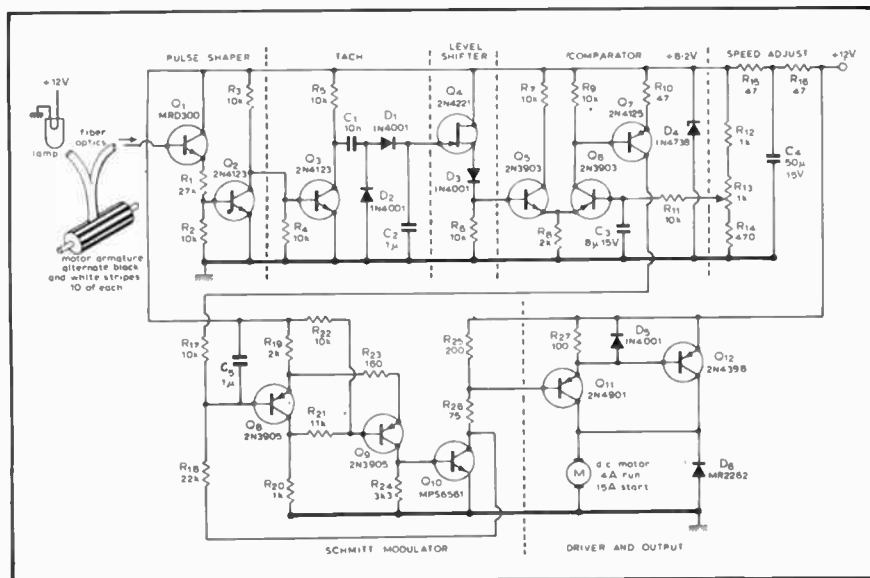 PULSE SHAPER
TACH
LEVEL SHIFTER
COMPARATOR
+8·2V
SPEED ADJUST
+12V
+12V
lamp
fiber optics
motor armature
alternate black
and white stripes
10 of each
Q1
MRD300
R1
27k
R2
10k
R3
10k
Q2
2N4123
R4
10k
R5
10k
Q3
2N4123
C1
10n
D1
1N4001
D2
1N4001
C2
1μ
Q4
2N4221
D3
1N4001
R6
10k
R7
10k
Q5
2N3903
R8
2k
R9
10k
Q6
2N3903
C3
8μ 15V
Q7
2N4125
R10
47
R11
10k
D4
1N4738
R12
1k
R13
1k
R14
470
R15
47
R16
47
C4
50μ
15V
R17
10k
C5
1μ
R18
22k
R19
2k
Q8
2N3905
R20
1k
R21
11k
R22
10k
R23
160
Q9
2N3905
R24
3k3
Q10
MPS6561
R25
200
R26
75
R27
100
D5
1N4001
Q11
2N4901
Q12
2N4398
M
d.c. motor
4A run
15A start
D6
MR2262
SCHMITT MODULATOR
DRIVER AND OUTPUT